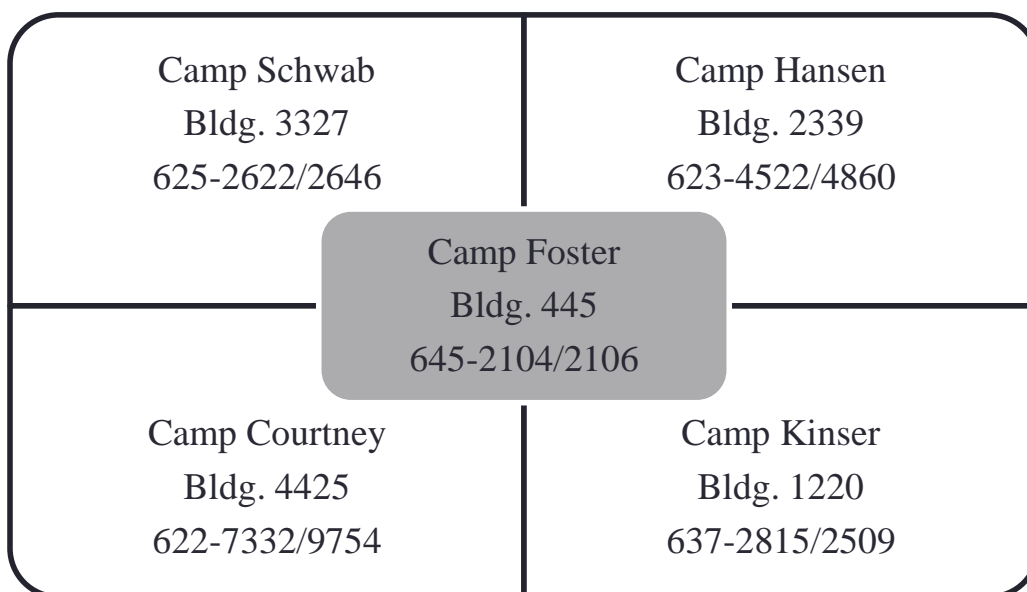 Camp Schwab
Bldg. 3327
625-2622/2646
Camp Hansen
Bldg. 2339
623-4522/4860
Camp Foster
Bldg. 445
645-2104/2106
Camp Courtney
Bldg. 4425
622-7332/9754
Camp Kinser
Bldg. 1220
637-2815/2509